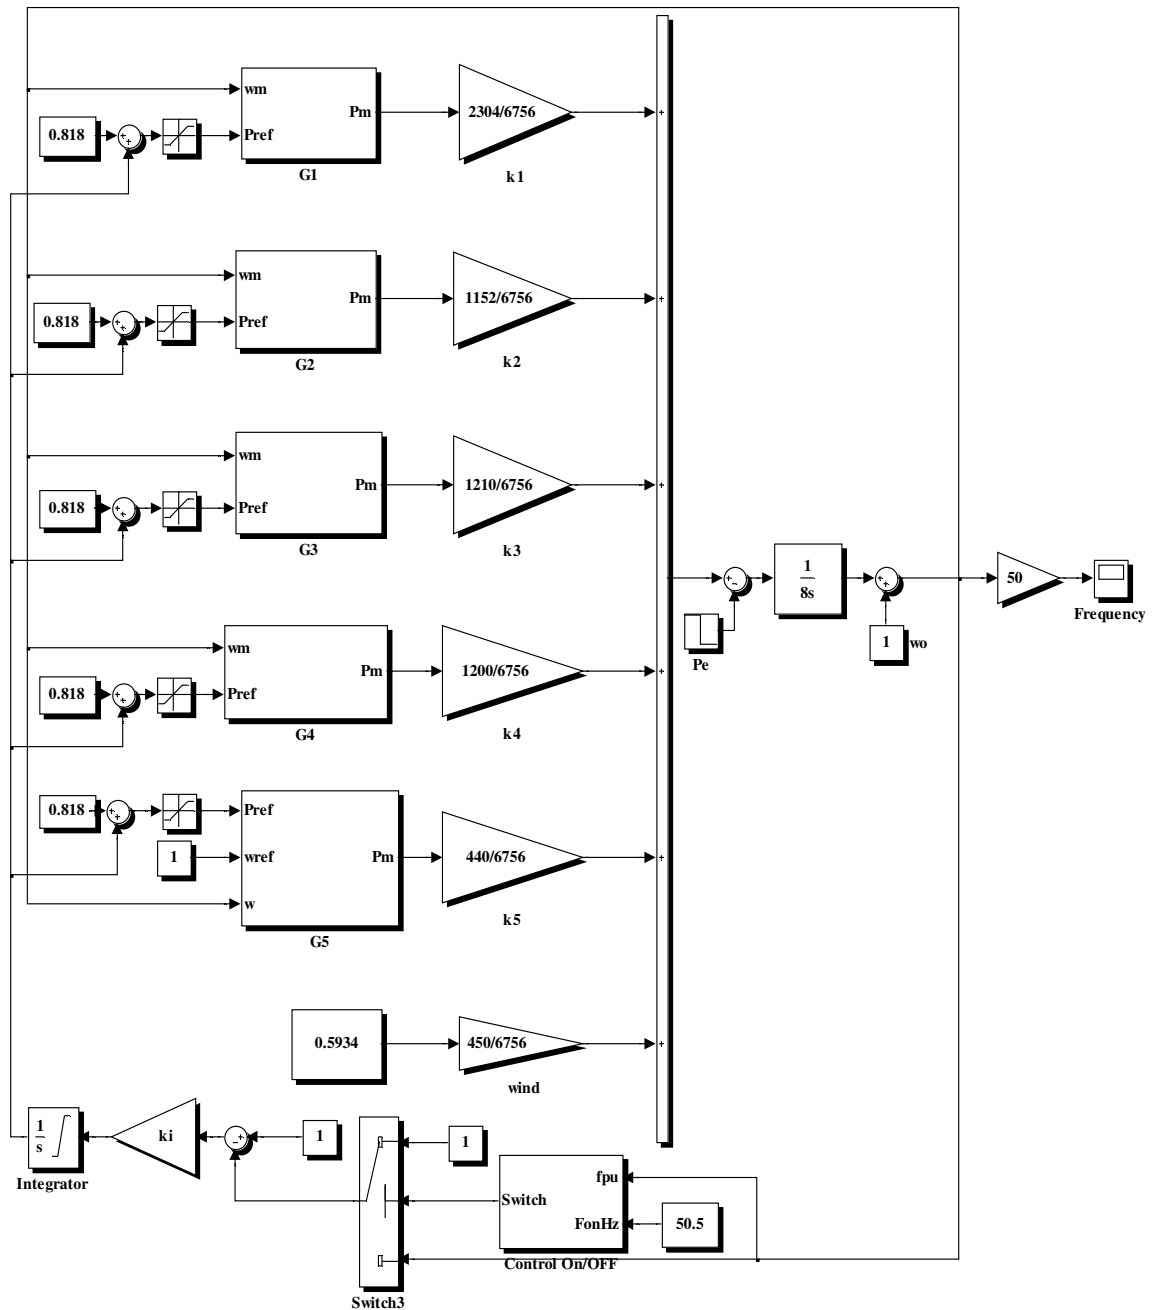 wm
Pm
2304/6756
+
0.818
+
+
Pref
G1
k1
wm
Pm
1152/6756
+
0.818
+
+
Pref
G2
k2
wm
Pm
1210/6756
+
0.818
+
+
Pref
G3
k3
1
8s
+
-
50
Frequency
1
wo
Pe
wm
Pm
1200/6756
+
0.818
+
+
Pref
G4
k4
0.818
+
+
Pref
1
wref
Pm
440/6756
+
w
G5
k5
0.5934
450/6756
+
wind
1
s
ki
-
+
1
1
Integrator
fpu
Switch
FonHz
50.5
Control On/OFF
Switch3